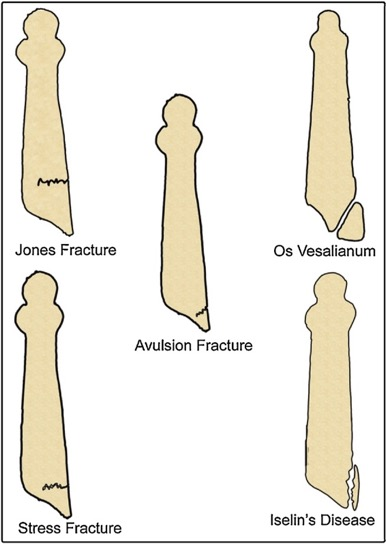 Jones Fracture
Os Vesalianum
Avulsion Fracture
Stress Fracture
Iselin's Disease